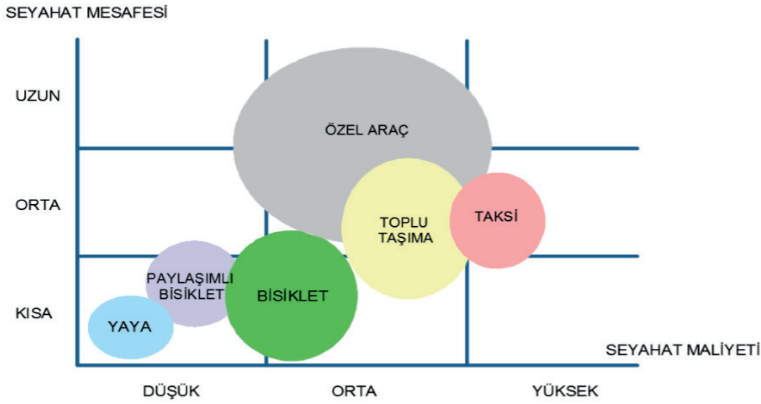 SEYAHAT MESAFESİ
UZUN
ÖZEL ARAÇ
ORTA
TOPLU
TAŞIMA
TAKSİ
PAYLAŞIMLI
BİSİKLET
BİSİKLET
KISA
YAYA
SEYAHAT MALİYETİ
DÜŞÜK
ORTA
YÜKSEK